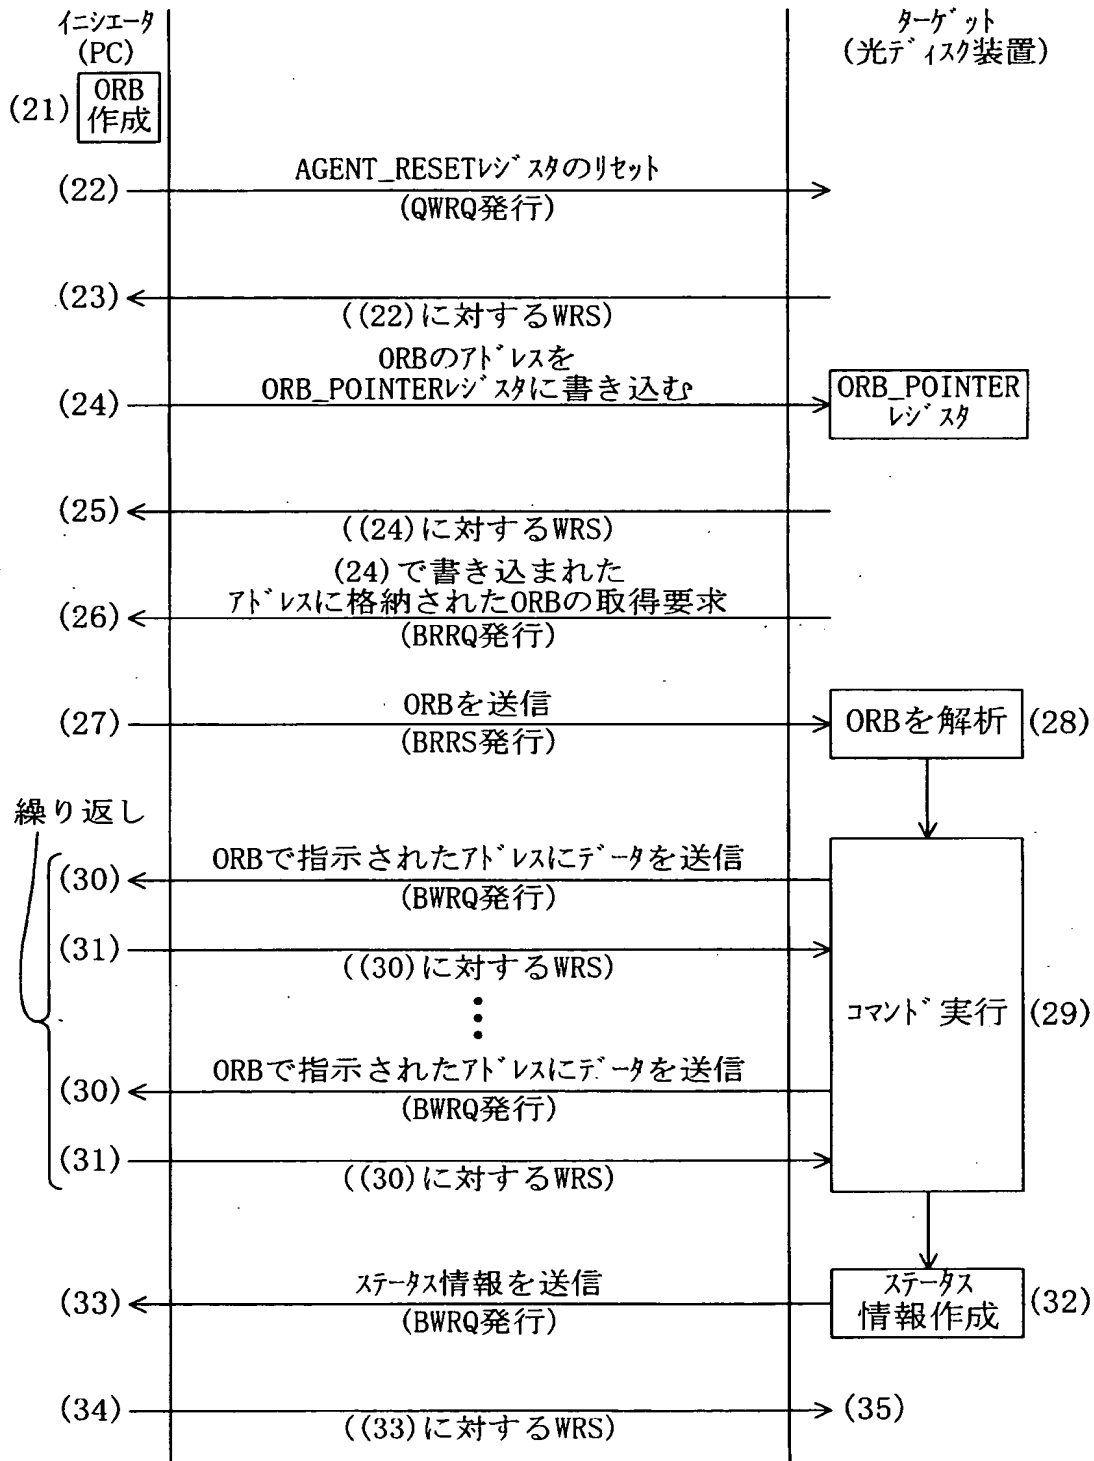 イニシエータ
(PC)
ターゲット
(光ディスク装置)
(21)
ORB
作成
AGENT_RESETレジスタのリセット
(22)
(QWRQ発行)
(23)
((22)に対するWRS)
ORBのアドレスを
ORB_POINTERレジスタに書き込む
(24)
ORB_POINTER
レジスタ
(25)
((24)に対するWRS)
(24)で書き込まれた
アドレスに格納されたORBの取得要求
(26)
(BRRQ発行)
ORBを送信
(27)
(BRRS発行)
ORBを解析
(28)
繰り返し
ORBで指示されたアドレスにデータを送信
(30)
(BWRQ発行)
(31)
((30)に対するWRS)
コマンド実行
(29)
ORBで指示されたアドレスにデータを送信
(30)
(BWRQ発行)
(31)
((30)に対するWRS)
ステータス情報を送信
(33)
(BWRQ発行)
ステータス
情報作成
(32)
(34)
((33)に対するWRS)
(35)